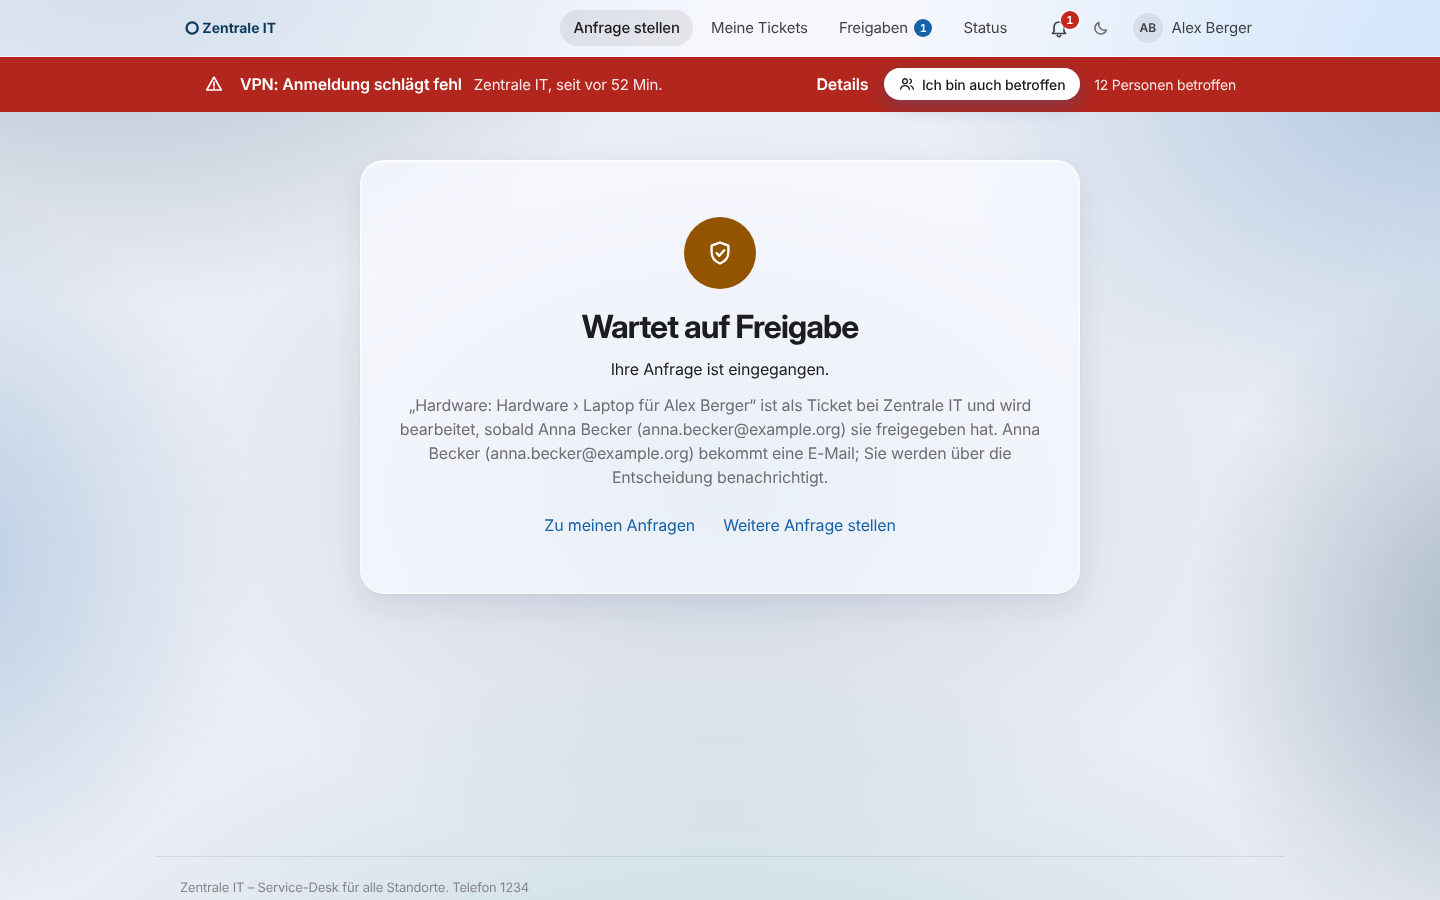 Zentrale IT
Anfrage stellen
Meine Tickets
Freigaben 1
Status
1
AB
Alex Berger
VPN: Anmeldung schlägt fehl
Zentrale IT, seit vor 52 Min.
Details
Ich bin auch betroffen
12 Personen betroffen
Wartet auf Freigabe
Ihre Anfrage ist eingegangen.
„Hardware: Hardware › Laptop für Alex Berger“ ist als Ticket bei Zentrale IT und wird
bearbeitet, sobald Anna Becker (anna.becker@example.org) sie freigegeben hat. Anna
Becker (anna.becker@example.org) bekommt eine E-Mail; Sie werden über die
Entscheidung benachrichtigt.
Zu meinen Anfragen
Weitere Anfrage stellen
Zentrale IT – Service-Desk für alle Standorte. Telefon 1234